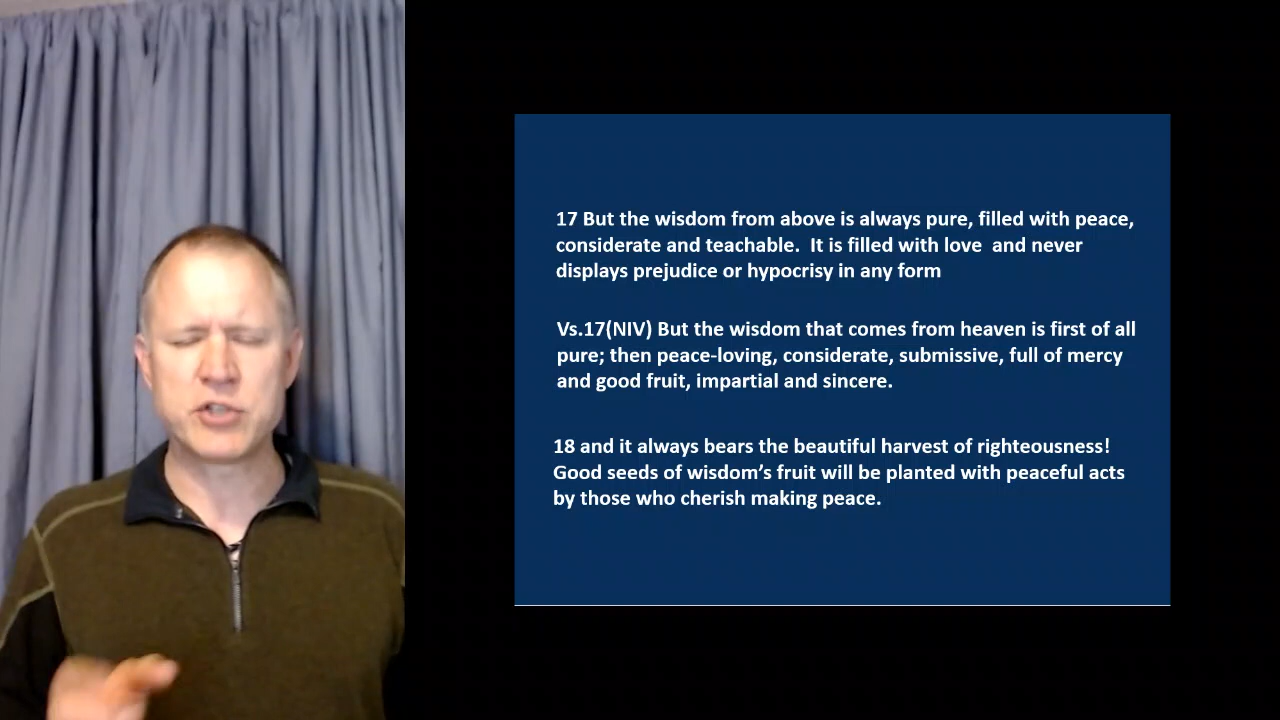 17 But the wisdom from above is always pure, filled with peace,
considerate and teachable.  It is filled with love  and never
displays prejudice or hypocrisy in any form
Vs.17(NIV) But the wisdom that comes from heaven is first of all
pure; then peace-loving, considerate, submissive, full of mercy
and good fruit, impartial and sincere.
18 and it always bears the beautiful harvest of righteousness!
Good seeds of wisdom’s fruit will be planted with peaceful acts
by those who cherish making peace.